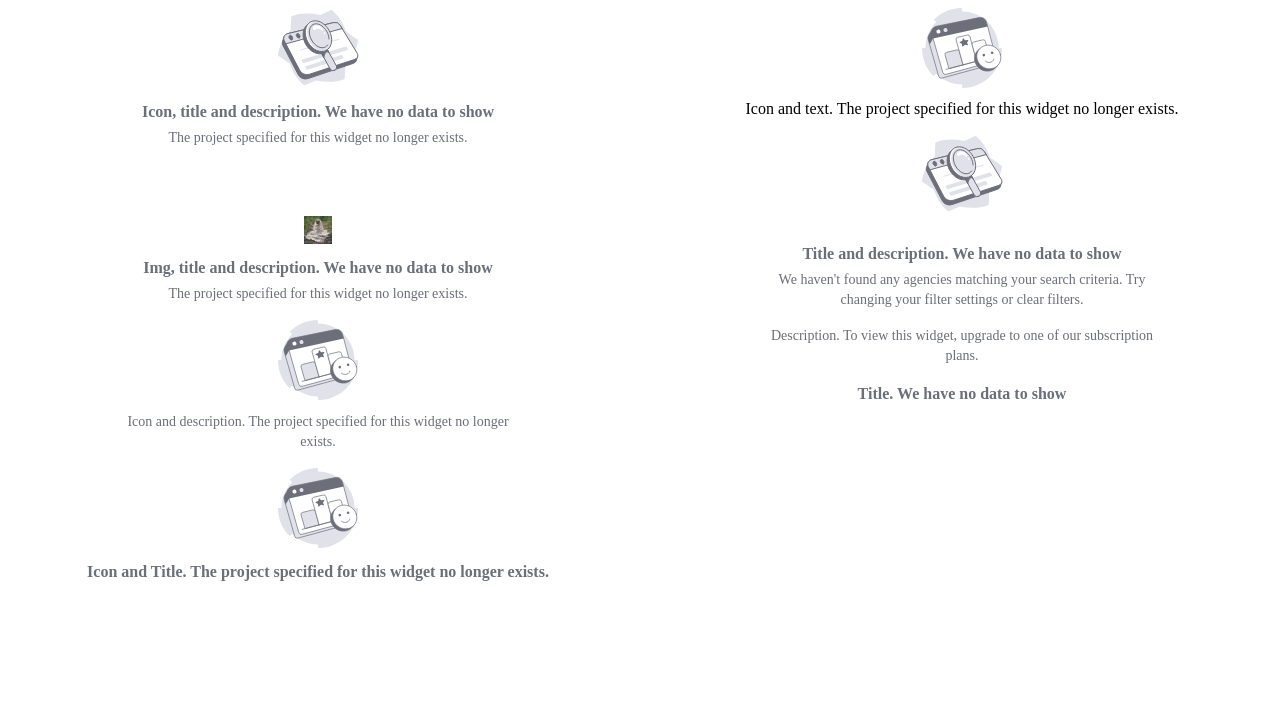 Icon, title and description. We have no data to show
The project specified for this widget no longer exists.
Img, title and description. We have no data to show
The project specified for this widget no longer exists.
Icon and description. The project specified for this widget no longer
exists.
Icon and Title. The project specified for this widget no longer exists.
Icon and text. The project specified for this widget no longer exists.
Title and description. We have no data to show
We haven't found any agencies matching your search criteria. Try
changing your filter settings or clear filters.
Description. To view this widget, upgrade to one of our subscription
plans.
Title. We have no data to show